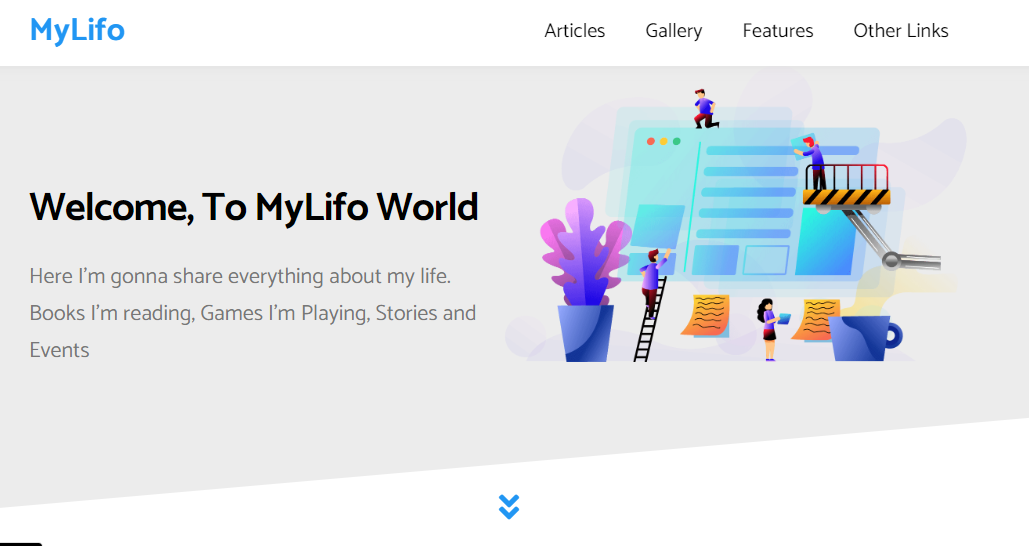 MyLifo
Articles
Gallery
Features
Other Links
Welcome, To MyLifo World
Here I'm gonna share everything about my life.
Books I'm reading, Games I'm Playing, Stories and
Events